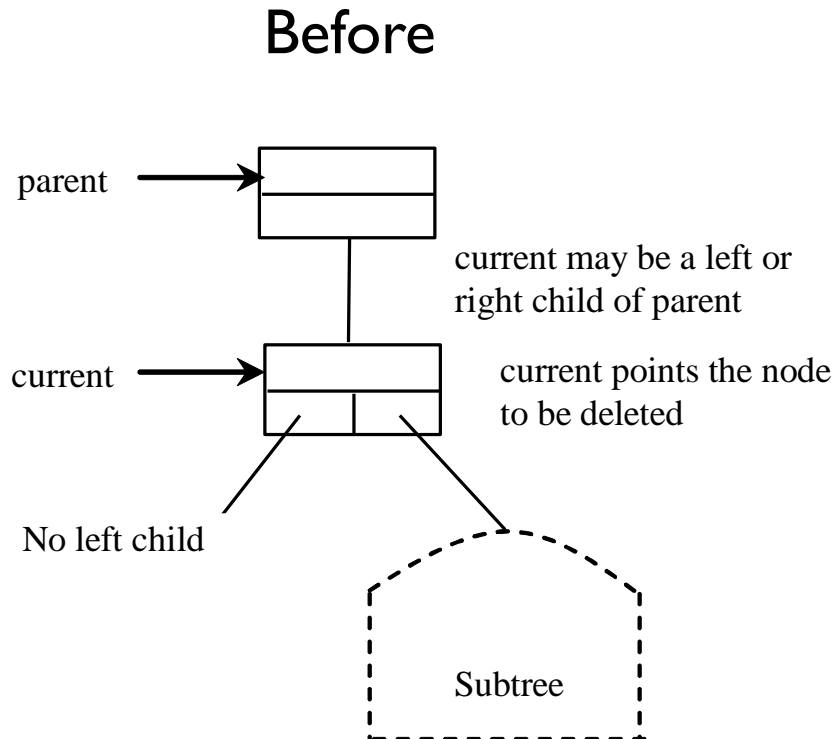 Before
parent
current may be a left or
right child of parent
current
current points the node
to be deleted
No left child
Subtree